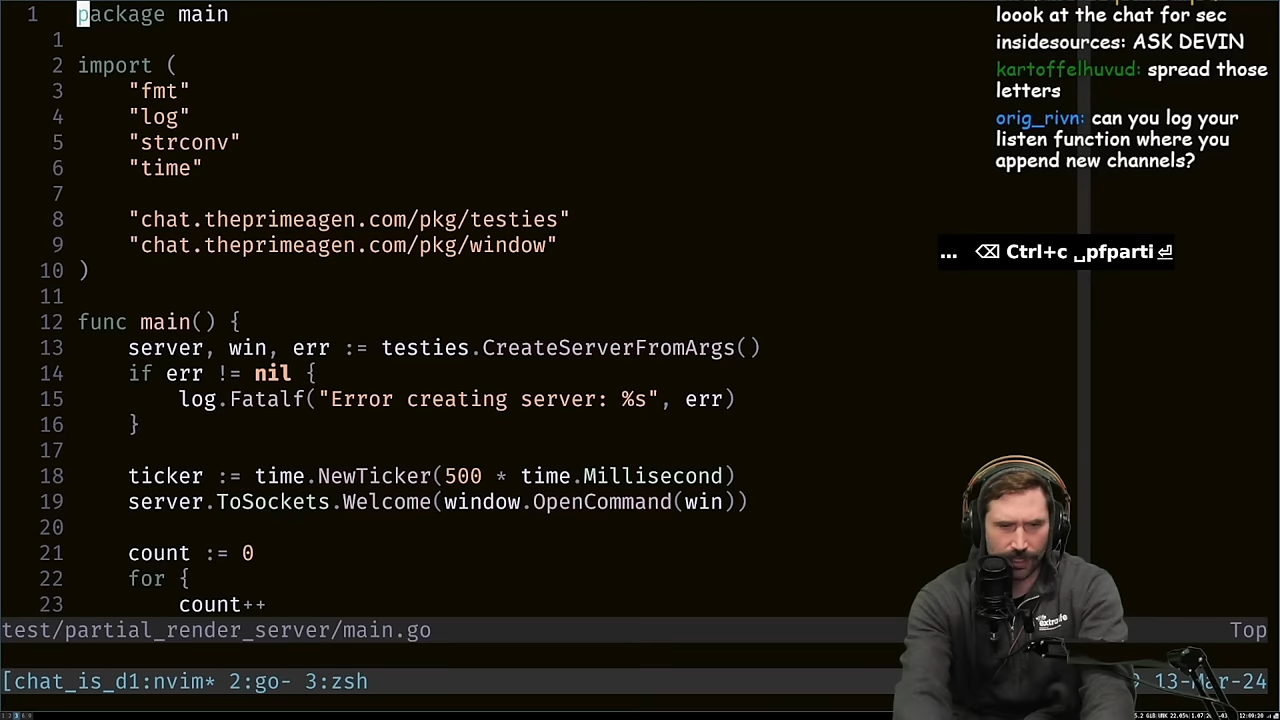 1 package main
1
2 import (
3 "fmt"
4 "log"
5 "strconv"
6 "time"
7
8 "chat.theprimeagen.com/pkg/testies"
9 "chat.theprimeagen.com/pkg/window"
10 )
11
12 func main() {
13 server, win, err := testies.CreateServerFromArgs()
14 if err != nil {
15 log.Fatalf("Error creating server: %s", err)
16 }
17
18 ticker := time.NewTicker(500 * time.Millisecond)
19 server.ToSockets.Welcome(window.OpenCommand(win))
20
21 count := 0
22 for {
23 count++
test/partial_render_server/main.go Top
[chat_is_d1:nvim* 2:go- 3:zsh 13-Mar-24
loook at the chat for sec
insidesources: ASK DEVIN
kartoffelhuvud: spread those
letters
orig_rivn: can you log your
listen function where you
append new channels?
... ⌫ Ctrl+c ␣pfparti⏎
extralife